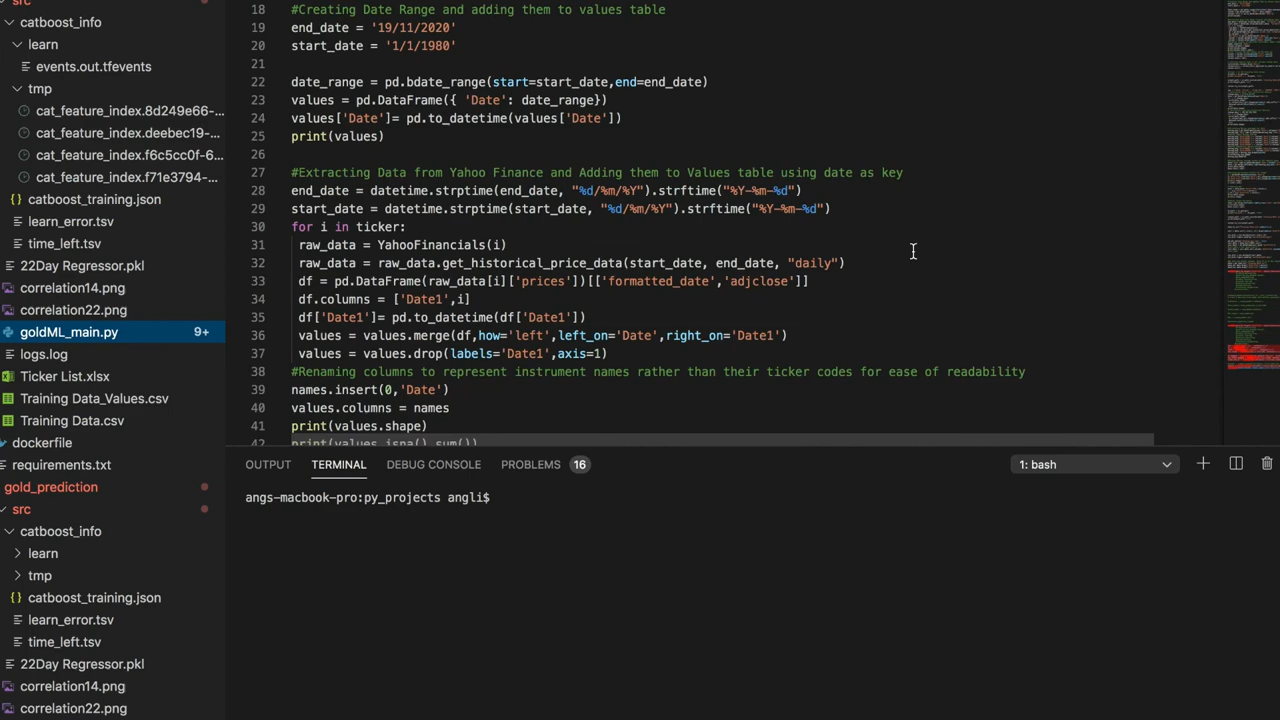 src
catboost_info
learn
events.out.tfevents
tmp
cat_feature_index.8d249e66-...
cat_feature_index.deebec19-...
cat_feature_index.f6c5cc0f-6...
cat_feature_index.f71e3794-...
catboost_training.json
learn_error.tsv
time_left.tsv
22Day Regressor.pkl
correlation14.png
correlation22.png
goldML_main.py 9+
logs.log
Ticker List.xlsx
Training Data_Values.csv
Training Data.csv
dockerfile
requirements.txt
gold_prediction
src
catboost_info
learn
tmp
catboost_training.json
learn_error.tsv
time_left.tsv
22Day Regressor.pkl
correlation14.png
correlation22.png
18 #Creating Date Range and adding them to values table
19 end_date = '19/11/2020'
20 start_date = '1/1/1980'
21
22 date_range = pd.bdate_range(start=start_date,end=end_date)
23 values = pd.DataFrame({ 'Date': date_range})
24 values['Date']= pd.to_datetime(values['Date'])
25 print(values)
26
27 #Extracting Data from Yahoo Finance and Adding them to Values table using date as key
28 end_date = datetime.strptime(end_date, "%d/%m/%Y").strftime("%Y-%m-%d")
29 start_date = datetime.strptime(start_date, "%d/%m/%Y").strftime("%Y-%m-%d")
30 for i in ticker:
31 raw_data = YahooFinancials(i)
32 raw_data = raw_data.get_historical_price_data(start_date, end_date, "daily")
33 df = pd.DataFrame(raw_data[i]['prices'])[['formatted_date','adjclose']]
34 df.columns = ['Date1',i]
35 df['Date1']= pd.to_datetime(df['Date1'])
36 values = values.merge(df,how='left',left_on='Date',right_on='Date1')
37 values = values.drop(labels='Date1',axis=1)
38 #Renaming columns to represent instrument names rather than their ticker codes for ease of readability
39 names.insert(0,'Date')
40 values.columns = names
41 print(values.shape)
42 print(values.isna().sum())
OUTPUT TERMINAL DEBUG CONSOLE PROBLEMS 16 1: bash
angs-macbook-pro:py_projects angli$